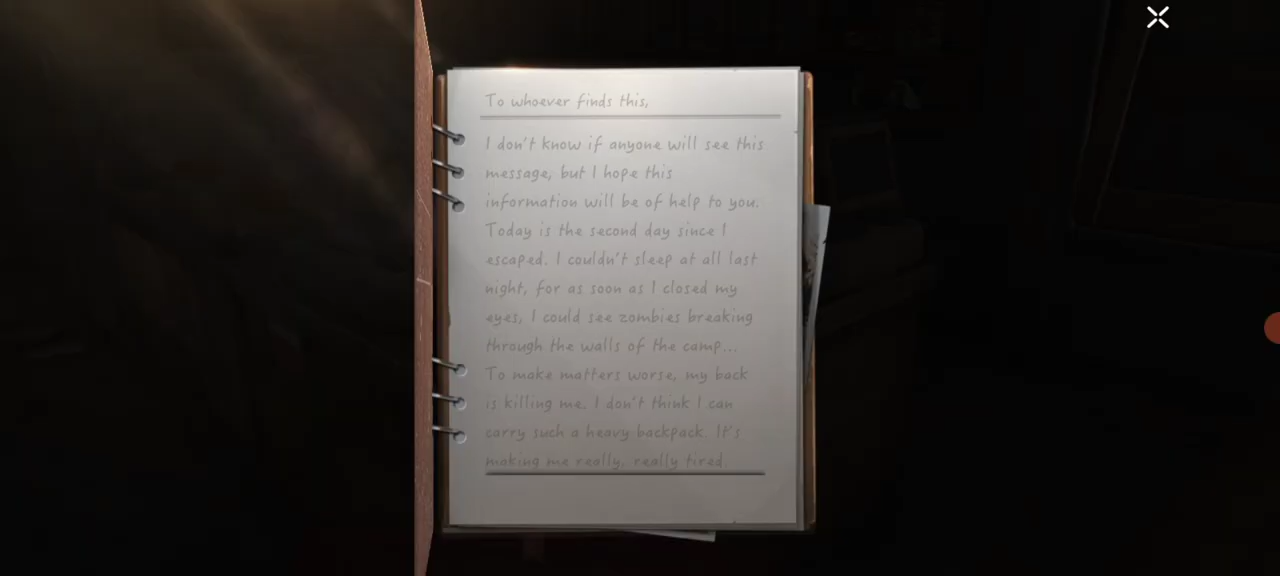 To whoever finds this,
I don't know if anyone will see this
message, but I hope this
information will be of help to you.
Today is the second day since I
escaped. I couldn't sleep at all last
night, for as soon as I closed my
eyes, I could see zombies breaking
through the walls of the camp...
To make matters worse, my back
is killing me. I don't think I can
carry such a heavy backpack. It's
making me really, really tired.